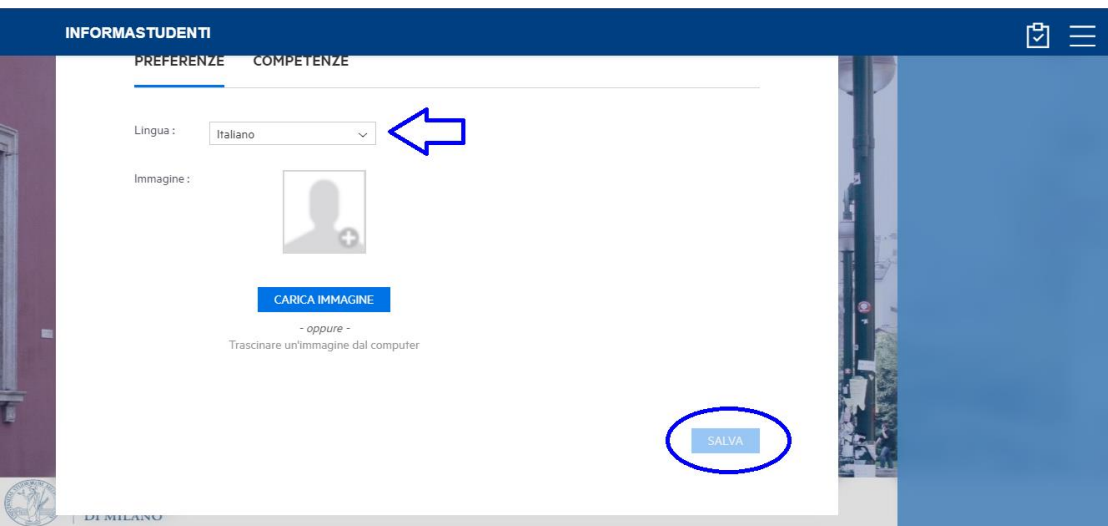 INFORMASTUDENTI
PREFERENZE COMPETENZE
Lingua : Italiano
Immagine :
CARICA IMMAGINE
- oppure -
Trascinare un'immagine dal computer
SALVA
DI MILANO